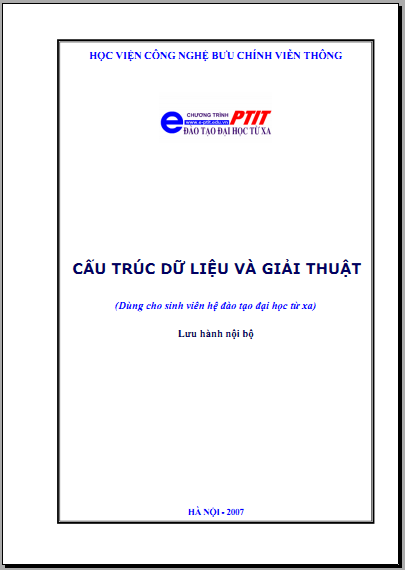 HỌC VIỆN CÔNG NGHỆ BƯU CHÍNH VIỄN THÔNG
e CHƯƠNG TRÌNH PTIT
www.e-ptit.edu.vn
ĐÀO TẠO ĐẠI HỌC TỪ XA
CẤU TRÚC DỮ LIỆU VÀ GIẢI THUẬT
(Dùng cho sinh viên hệ đào tạo đại học từ xa)
Lưu hành nội bộ
HÀ NỘI - 2007